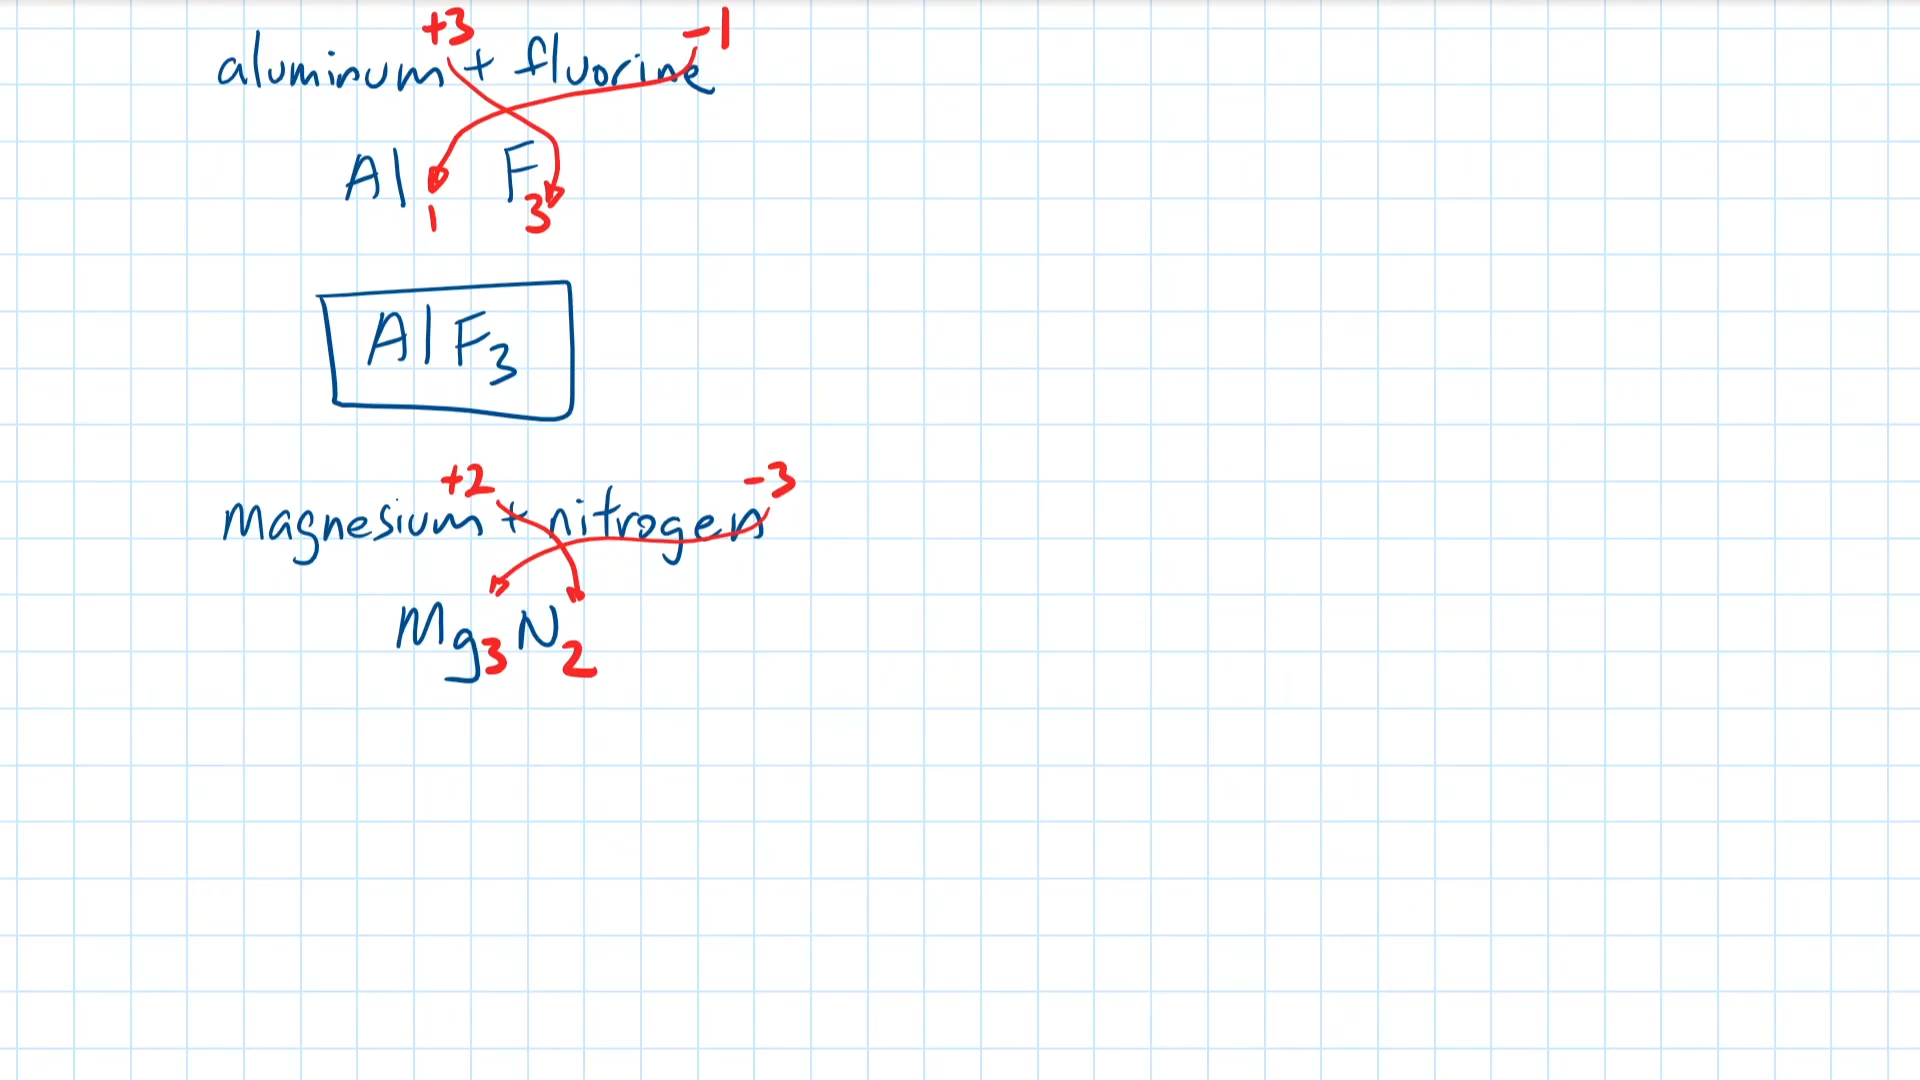 +3 -1
aluminum + fluorine
Al F
1 3
AlF3
+2 -3
magnesium + nitrogen
Mg3N2